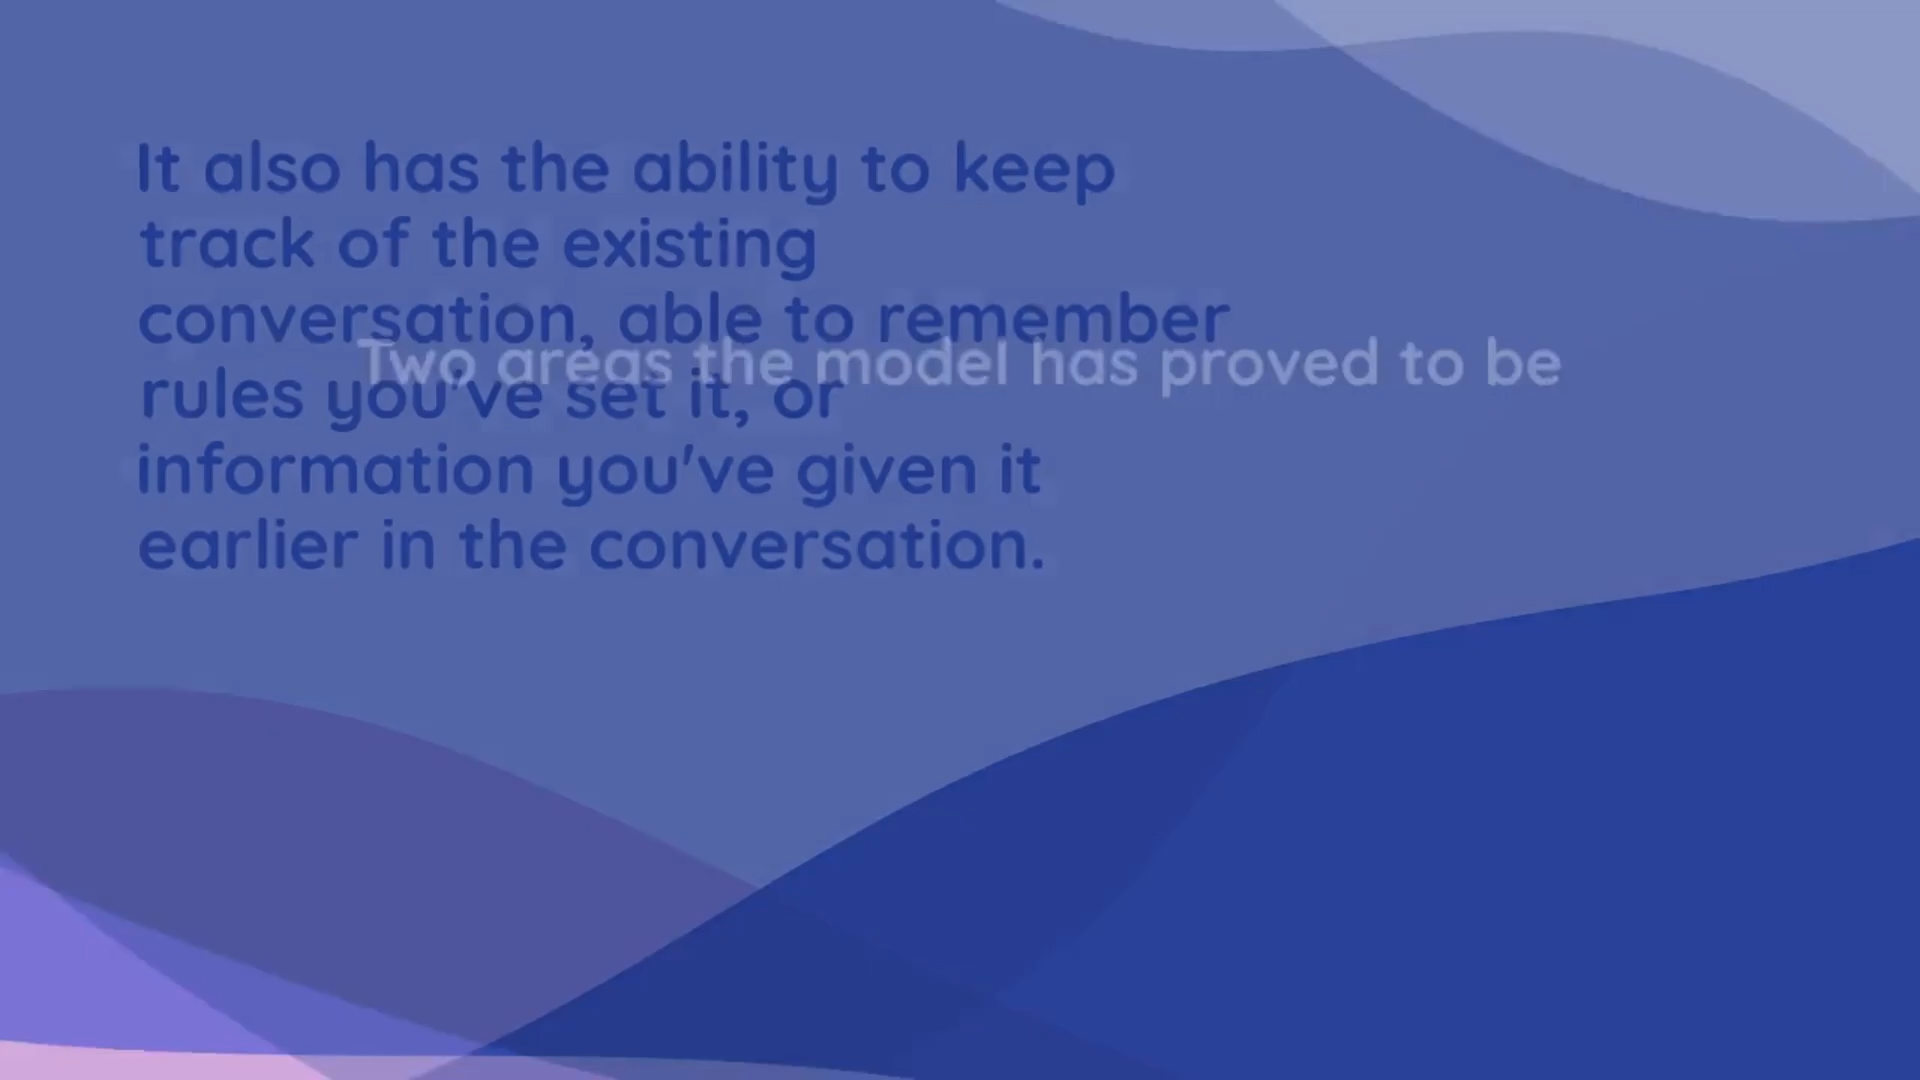 It also has the ability to keep
track of the existing
conversation, able to remember
Two areas the model has proved to be
rules you've set it, or
information you've given it
earlier in the conversation.